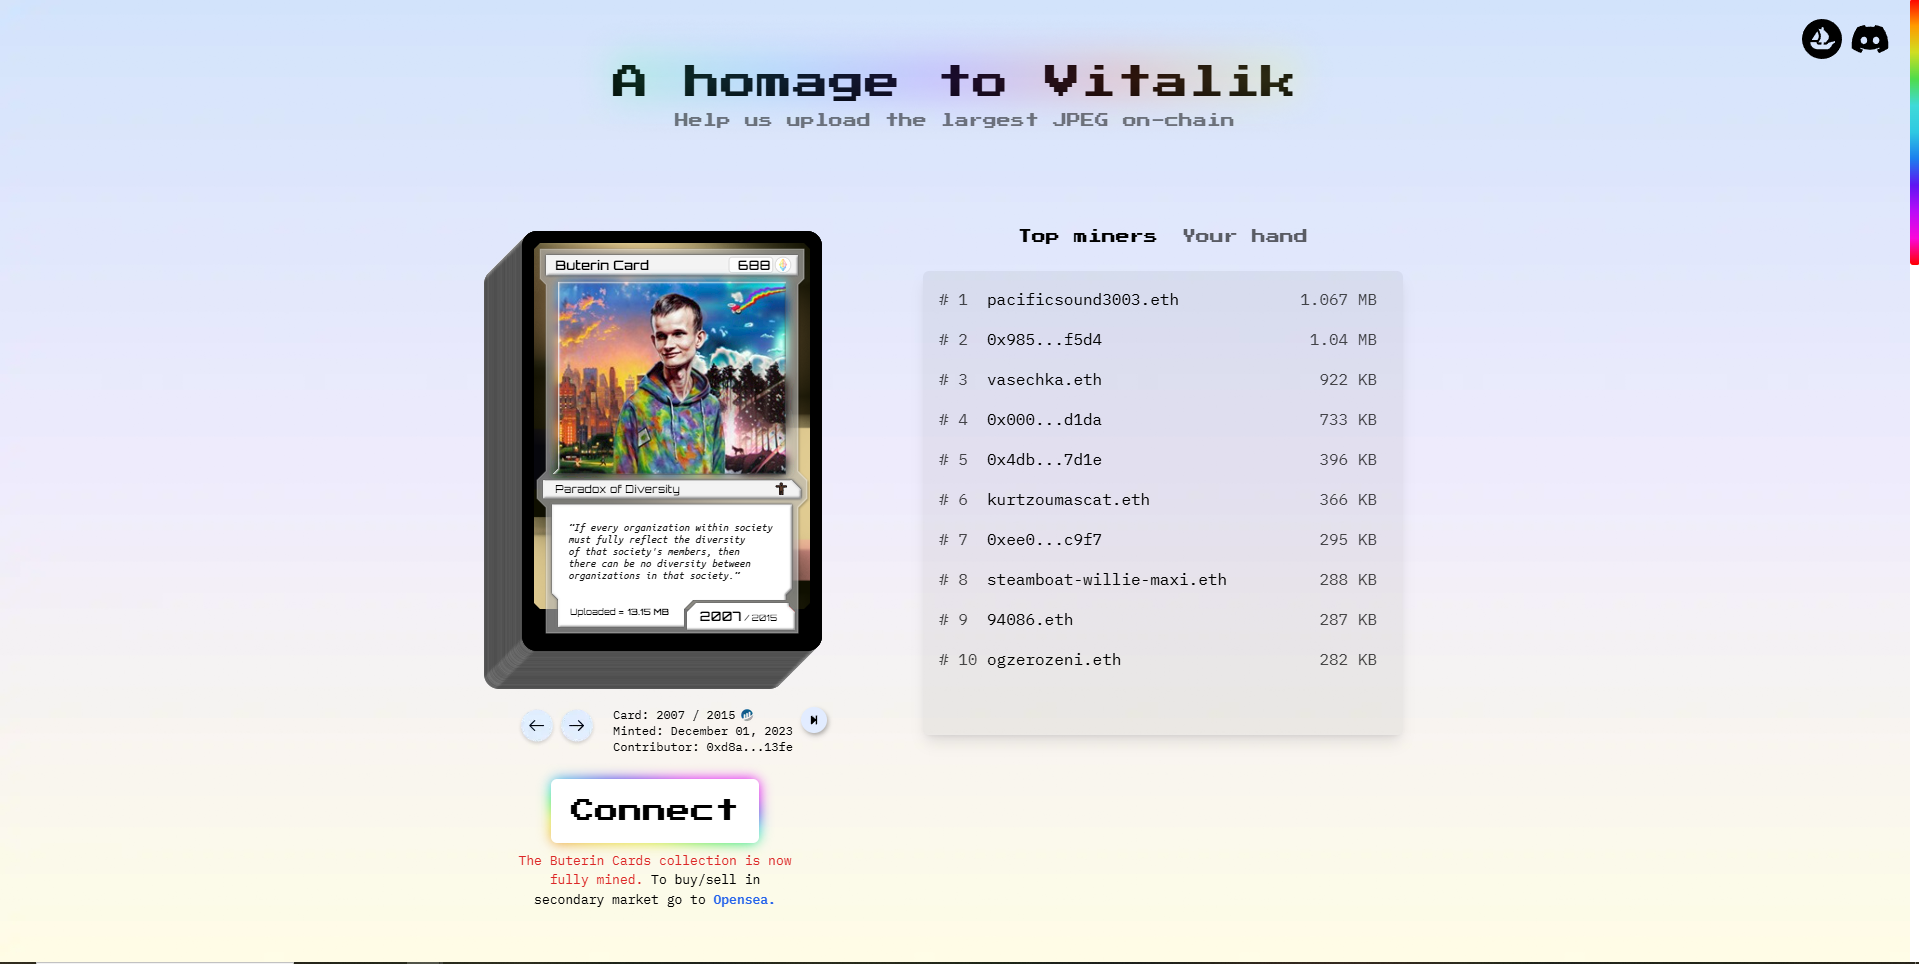 A homage to Vitalik
Help us upload the largest JPEG on-chain
Buterin Card 688
Paradox of Diversity
"If every organization within society
must fully reflect the diversity
of that society's members, then
there can be no diversity between
organizations in that society."
Uploaded = 13.15 MB
2007 / 2015
Card: 2007 / 2015
Minted: December 01, 2023
Contributor: 0xd8a...13fe
Connect
The Buterin Cards collection is now
fully mined. To buy/sell in
secondary market go to Opensea.
Top miners Your hand
# 1 pacificsound3003.eth 1.067 MB
# 2 0x985...f5d4 1.04 MB
# 3 vasechka.eth 922 KB
# 4 0x000...d1da 733 KB
# 5 0x4db...7d1e 396 KB
# 6 kurtzoumascat.eth 366 KB
# 7 0xee0...c9f7 295 KB
# 8 steamboat-willie-maxi.eth 288 KB
# 9 94086.eth 287 KB
# 10 ogzerozeni.eth 282 KB